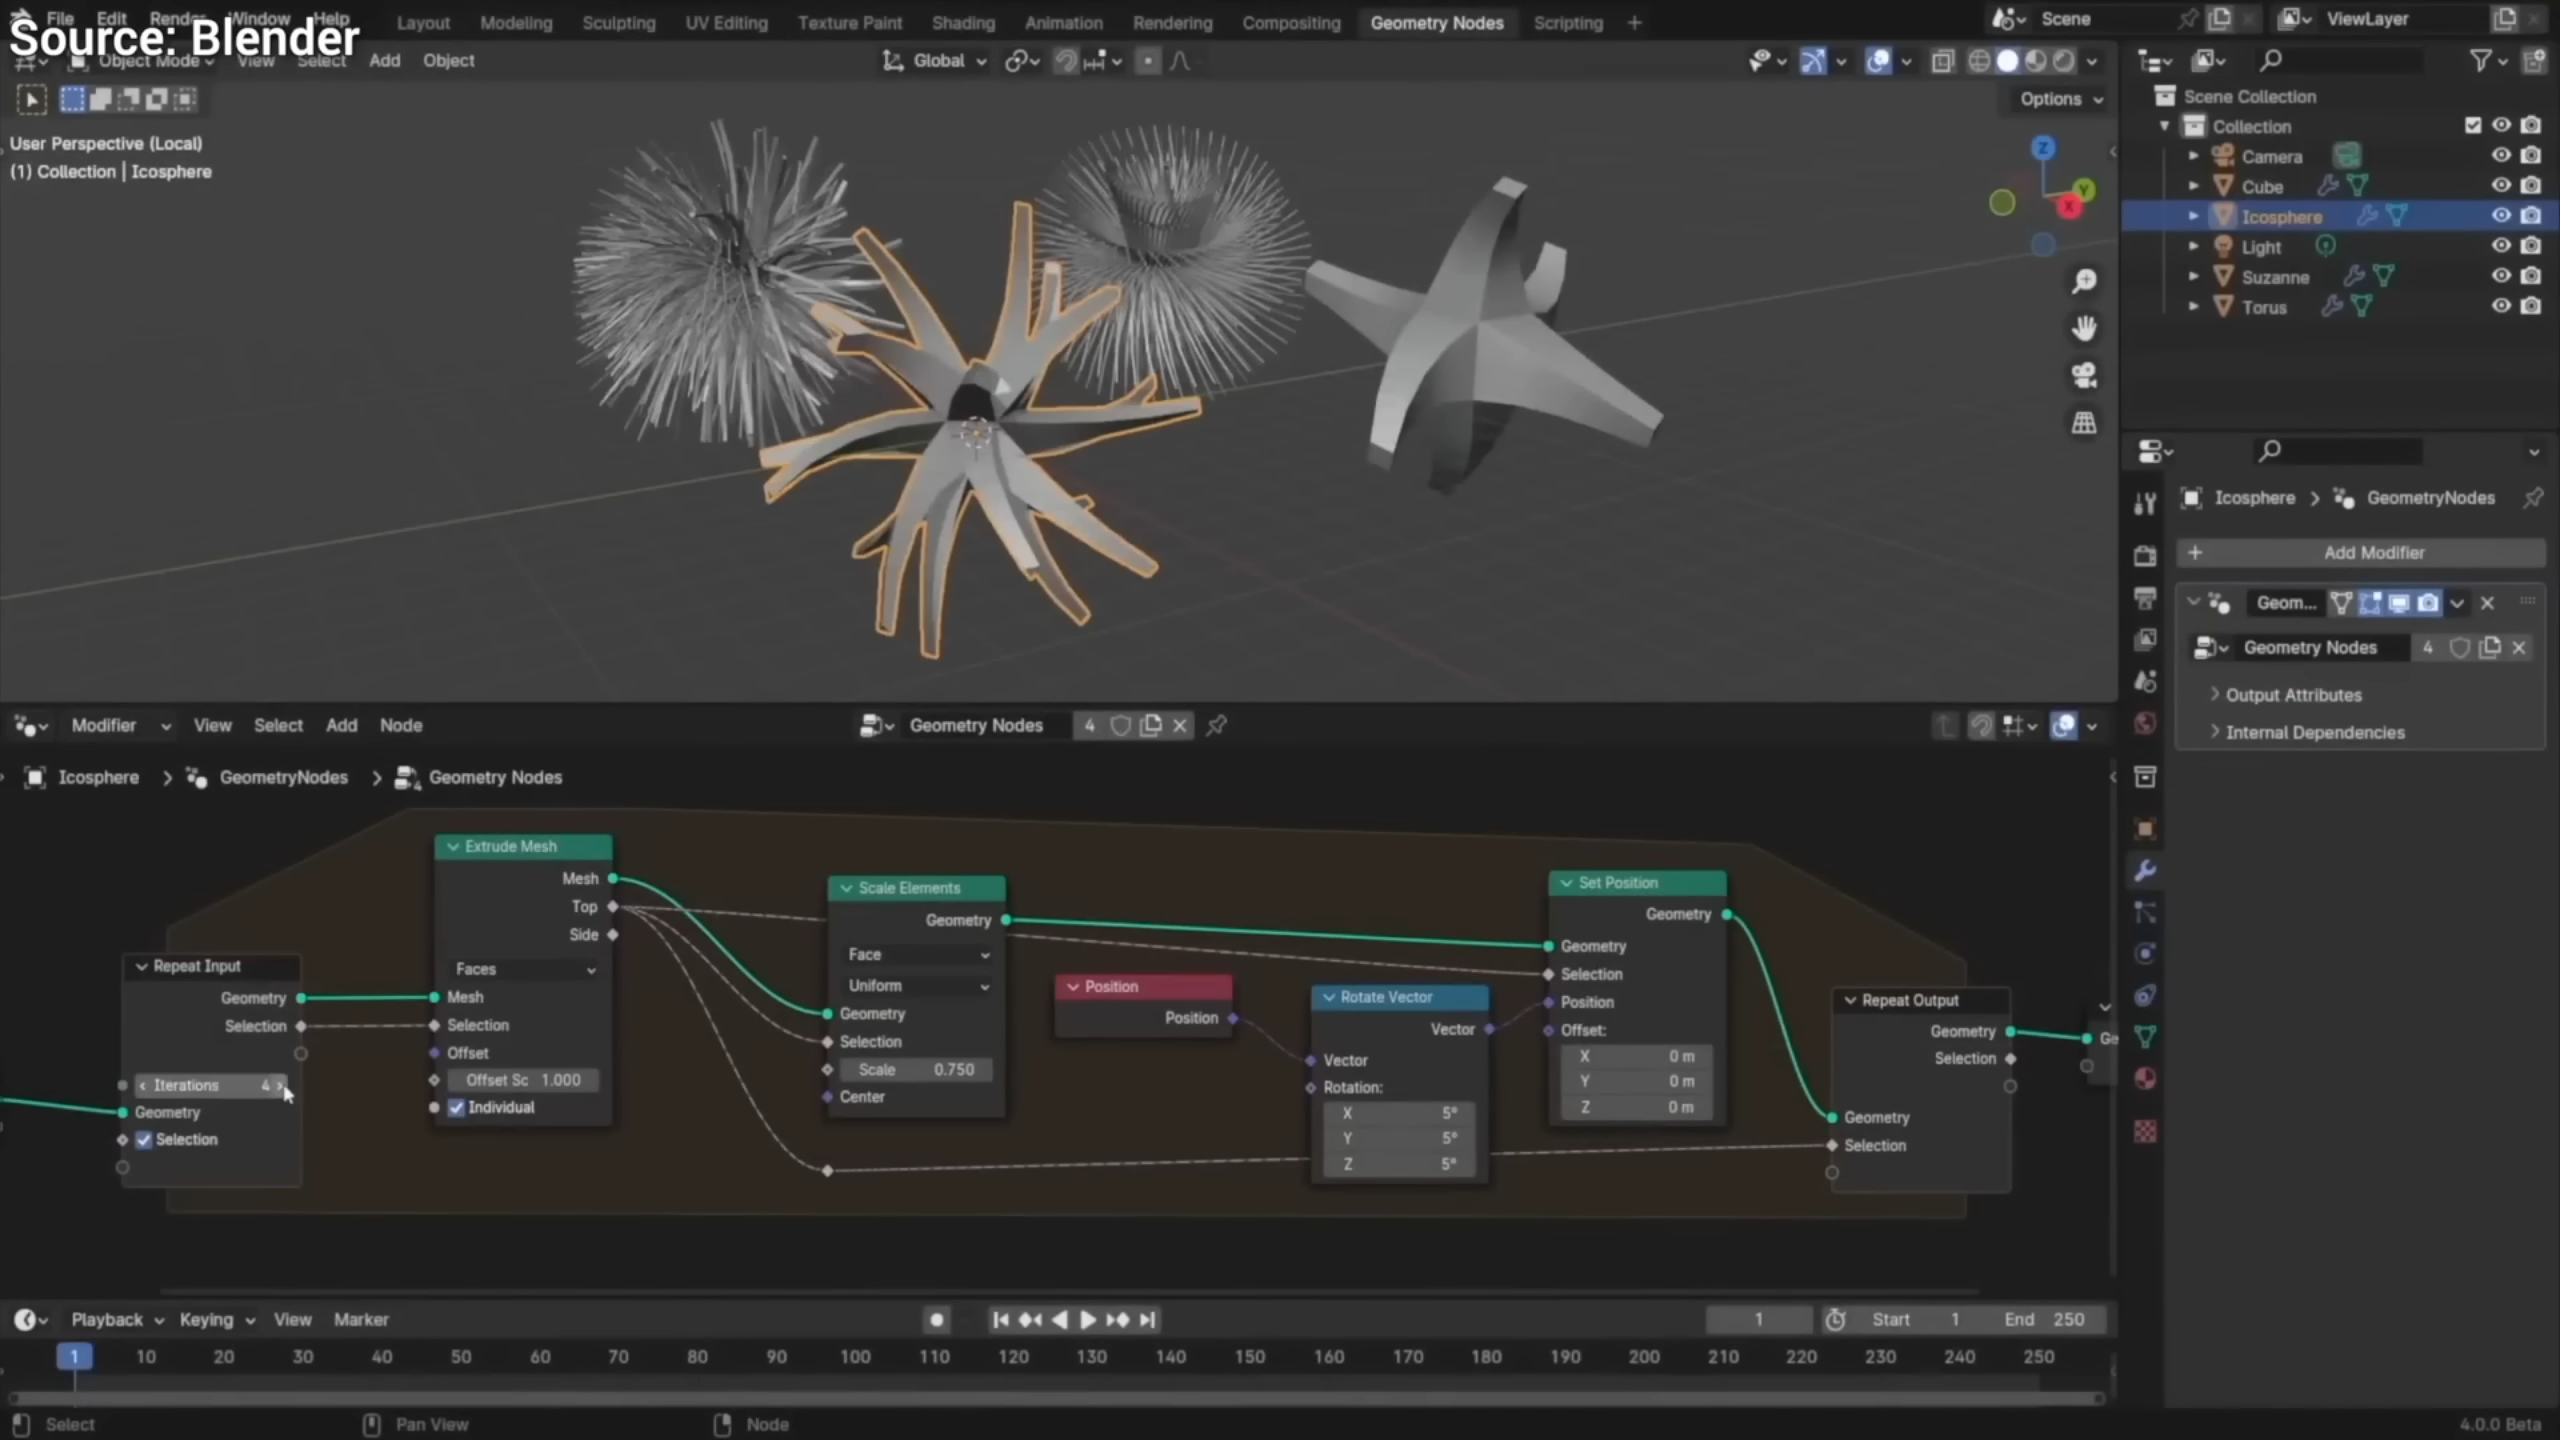 File Edit Render Window Help
Layout Modeling Sculpting UV Editing Texture Paint Shading Animation Rendering Compositing Geometry Nodes Scripting +
Scene
ViewLayer
Source: Blender
Object Mode View Select Add Object
Global
Options
User Perspective (Local)
(1) Collection | Icosphere
Z
Y
X
Scene Collection
Collection
Camera
Cube
Icosphere
Light
Suzanne
Torus
Icosphere > GeometryNodes
+ Add Modifier
Geom...
Geometry Nodes 4
Output Attributes
Internal Dependencies
Modifier View Select Add Node
Geometry Nodes 4
Icosphere > GeometryNodes > Geometry Nodes
Repeat Input
Geometry
Selection
Iterations 4
Geometry
Selection
Extrude Mesh
Mesh
Top
Side
Faces
Mesh
Selection
Offset
Offset Sc 1.000
Individual
Scale Elements
Geometry
Face
Uniform
Geometry
Selection
Scale 0.750
Center
Position
Position
Rotate Vector
Vector
Vector
Rotation:
X 5°
Y 5°
Z 5°
Set Position
Geometry
Geometry
Selection
Position
Offset:
X 0 m
Y 0 m
Z 0 m
Repeat Output
Geometry
Selection
Geometry
Selection
Ge
Playback Keying View Marker
1 Start 1 End 250
1 10 20 30 40 50 60 70 80 90 100 110 120 130 140 150 160 170 180 190 200 210 220 230 240 250
Select Pan View Node
4.0.0 Beta